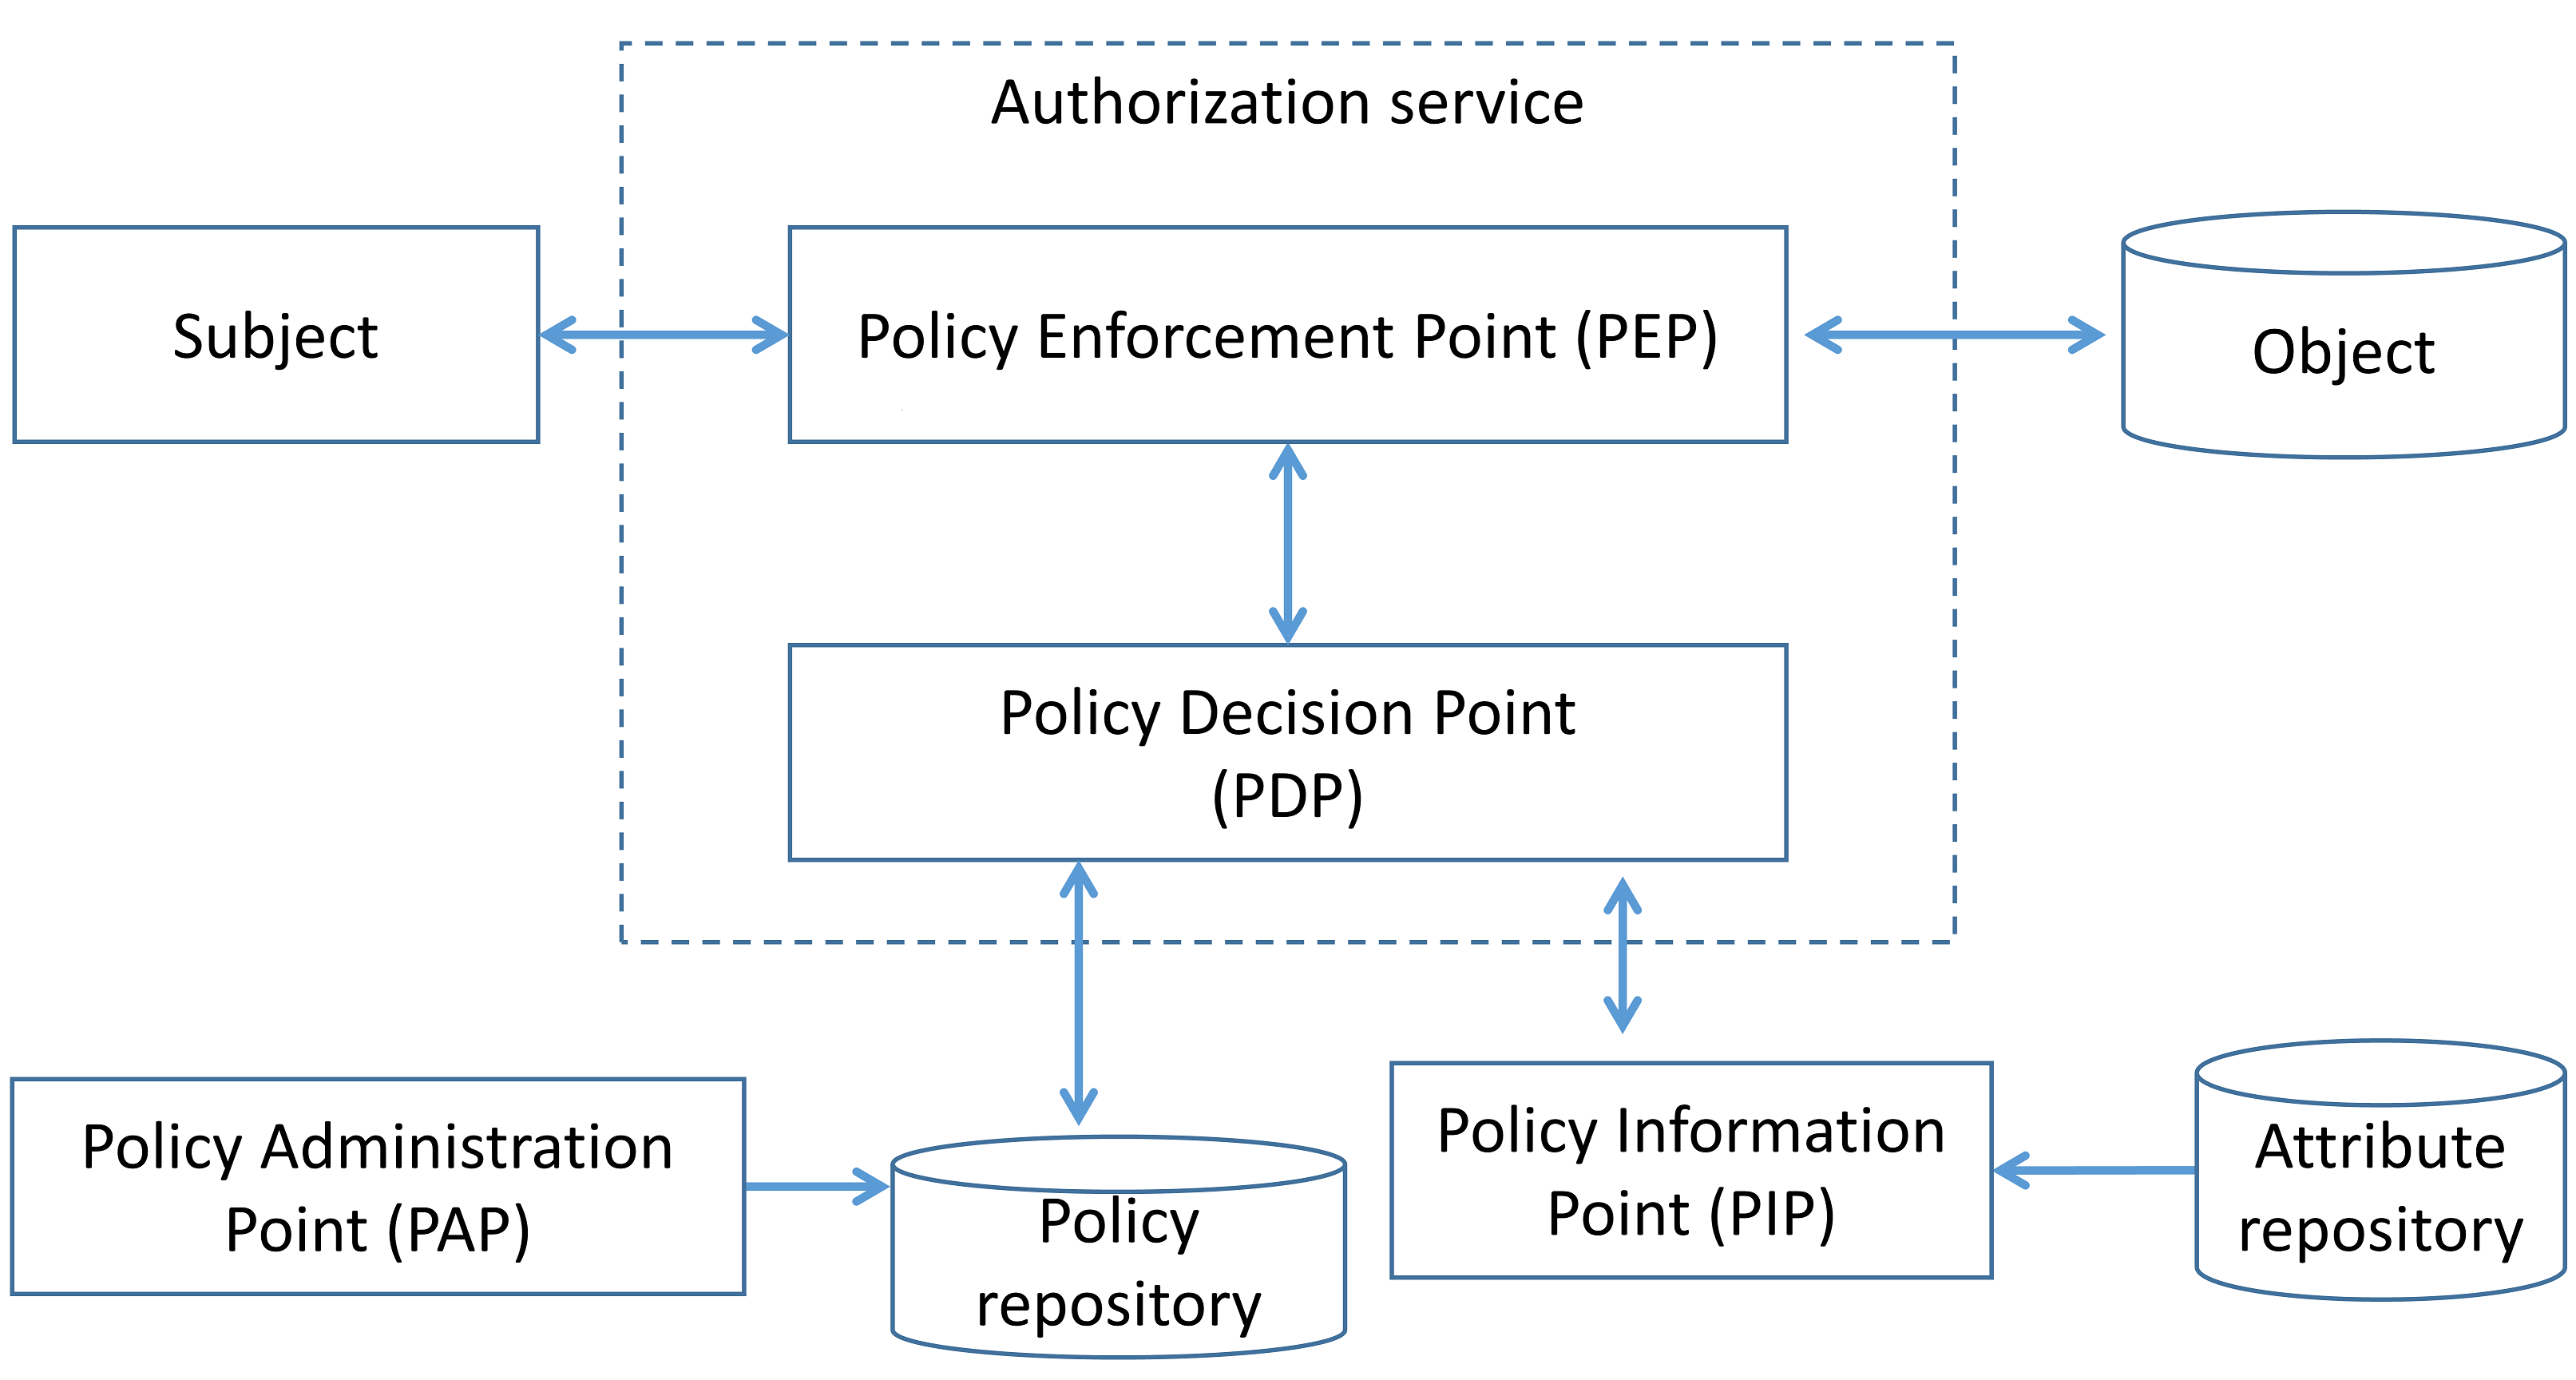 Authorization service
Subject
Policy Enforcement Point (PEP)
Object
Policy Decision Point
(PDP)
Policy Administration
Point (PAP)
Policy
repository
Policy Information
Point (PIP)
Attribute
repository